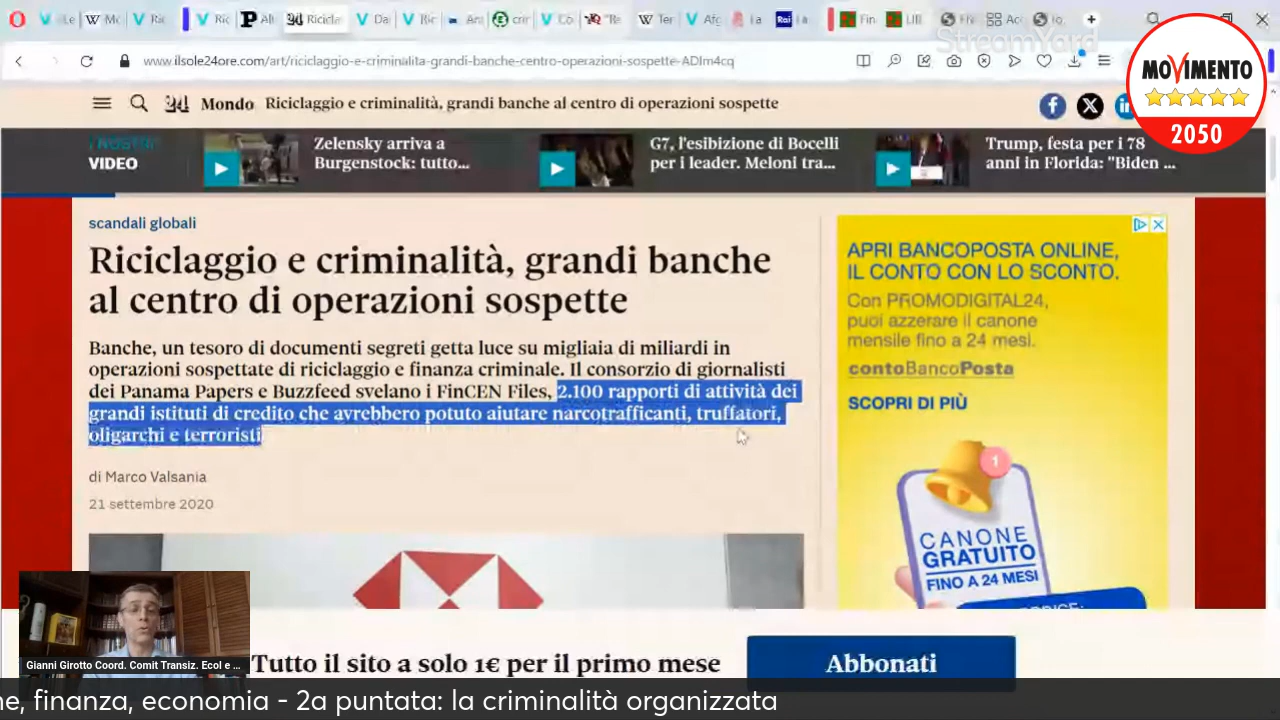 StreamYard
www.ilsole24ore.com/art/riciclaggio-e-criminalita-grandi-banche-centro-operazioni-sospette-ADIm4cq
MOVIMENTO
2050
24 Mondo Riciclaggio e criminalità, grandi banche al centro di operazioni sospette
I NOSTRI
VIDEO
Zelensky arriva a
Burgenstock: tutto...
G7, l'esibizione di Bocelli
per i leader. Meloni tra...
Trump, festa per i 78
anni in Florida: "Biden ...
scandali globali
Riciclaggio e criminalità, grandi banche
al centro di operazioni sospette
Banche, un tesoro di documenti segreti getta luce su migliaia di miliardi in
operazioni sospettate di riciclaggio e finanza criminale. Il consorzio di giornalisti
dei Panama Papers e Buzzfeed svelano i FinCEN Files, 2.100 rapporti di attività dei
grandi istituti di credito che avrebbero potuto aiutare narcotrafficanti, truffatori,
oligarchi e terroristi
di Marco Valsania
21 settembre 2020
APRI BANCOPOSTA ONLINE,
IL CONTO CON LO SCONTO.
Con PROMODIGITAL24,
puoi azzerare il canone
mensile fino a 24 mesi.
contoBancoPosta
SCOPRI DI PIÙ
1
CANONE
GRATUITO
FINO A 24 MESI
Gianni Girotto Coord. Comit Transiz. Ecol e ...
Tutto il sito a solo 1€ per il primo mese
Abbonati
ne, finanza, economia - 2a puntata: la criminalità organizzata